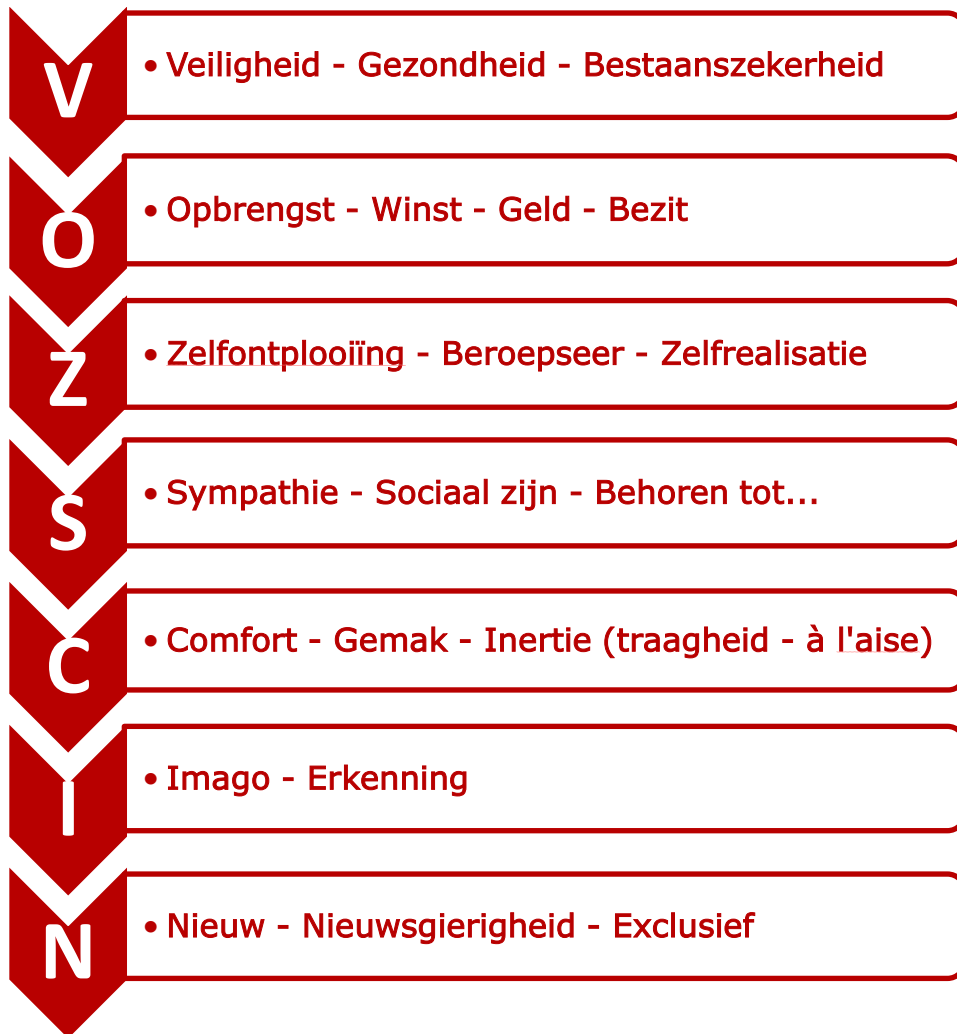 V
• Veiligheid - Gezondheid - Bestaanszekerheid
O
• Opbrengst - Winst - Geld - Bezit
Z
• Zelfontplooiïng - Beroepseer - Zelfrealisatie
S
• Sympathie - Sociaal zijn - Behoren tot...
C
• Comfort - Gemak - Inertie (traagheid - à l'aise)
I
• Imago - Erkenning
N
• Nieuw - Nieuwsgierigheid - Exclusief